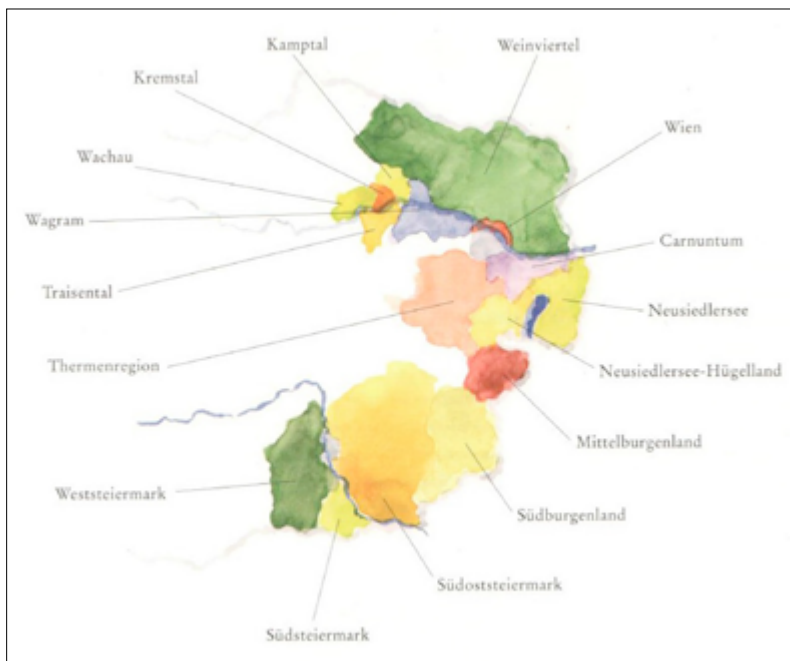 Kamptal
Weinviertel
Kremstal
Wien
Wachau
Wagram
Carnuntum
Traisental
Neusiedlersee
Thermenregion
Neusiedlersee-Hügelland
Mittelburgenland
Weststeiermark
Südburgenland
Südoststeiermark
Südsteiermark